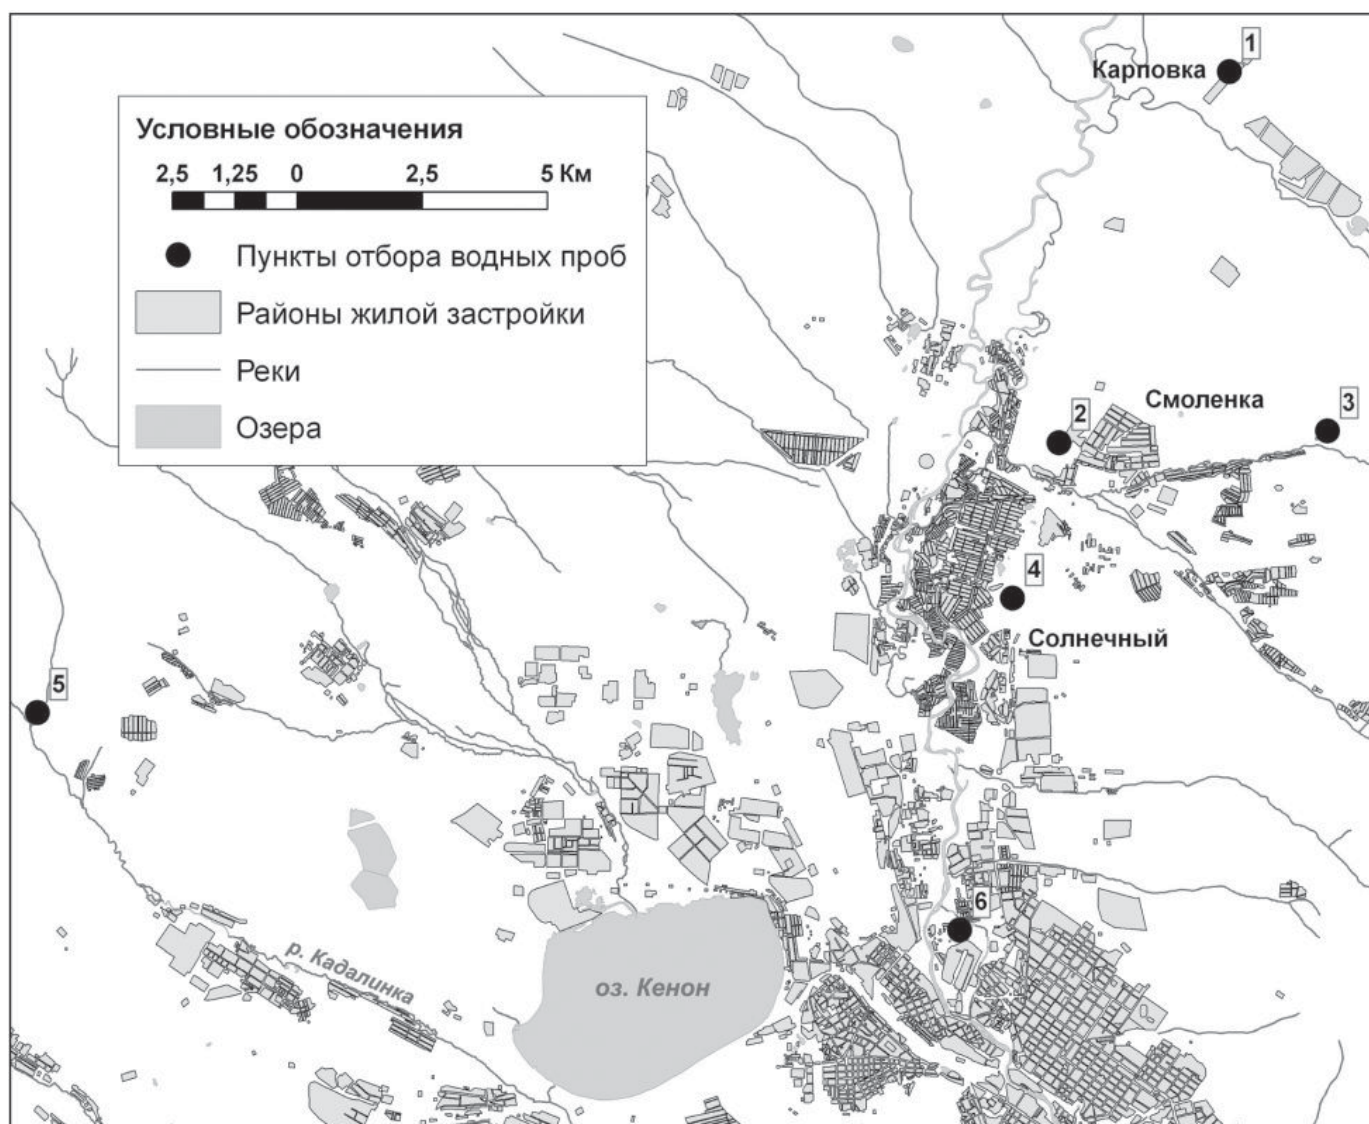 1
Карповка
Условные обозначения
2,5 1,25 0 2,5 5 Км
Пункты отбора водных проб
Районы жилой застройки
Реки
Озера
2
Смоленка
3
4
Солнечный
5
6
р. Кадалинка
оз. Кенон